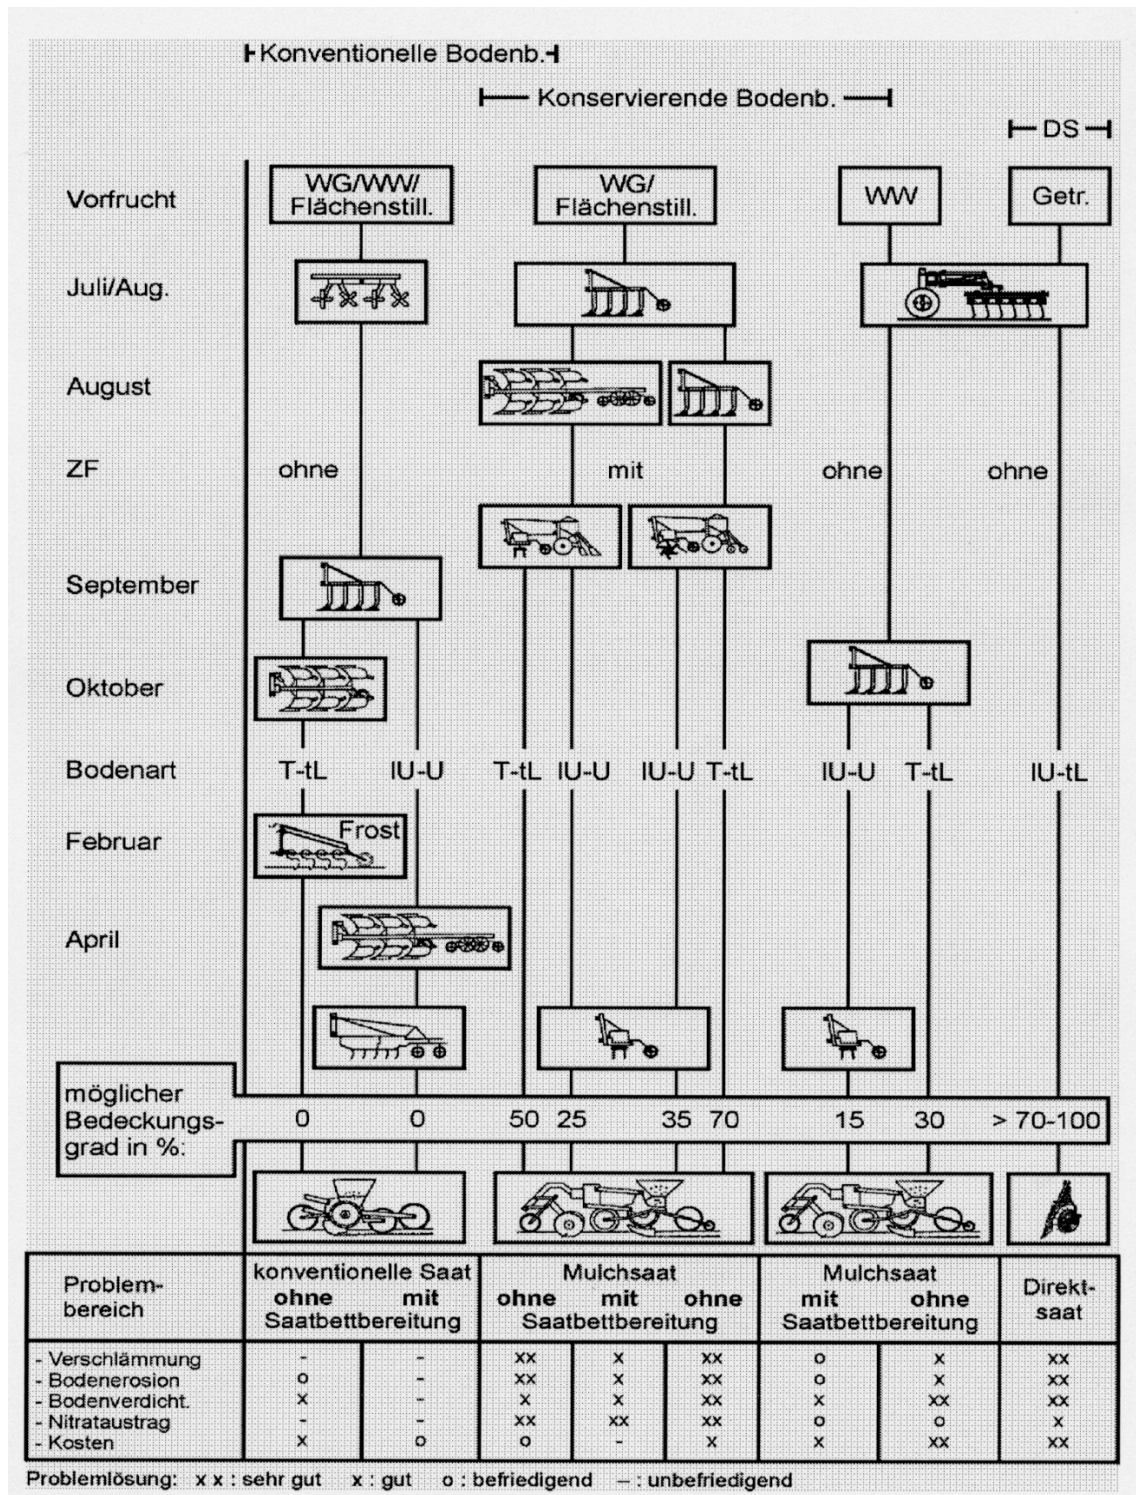 Konventionelle Bodenb.
Konservierende Bodenb.
DS
Vorfrucht WG/WW/ WG/ WW Getr.
Flächenstill. Flächenstill.
Juli/Aug.
August
ZF ohne mit ohne ohne
September
Oktober
Bodenart T-tL lU-U T-tL lU-U lU-U T-tL lU-U T-tL lU-tL
Februar Frost
April
möglicher
Bedeckungs- 0 0 50 25 35 70 15 30 > 70-100
grad in %:
Problem- konventionelle Saat Mulchsaat Mulchsaat Direkt-
bereich ohne mit ohne mit ohne mit ohne saat
Saatbettbereitung Saatbettbereitung Saatbettbereitung
- Verschlämmung - - xx x xx o x xx
- Bodenerosion o - xx x xx o x xx
- Bodenverdicht. x - x x xx x xx xx
- Nitrataustrag - - xx xx xx o o x
- Kosten x o o - x x xx xx
Problemlösung: x x : sehr gut x : gut o : befriedigend – : unbefriedigend